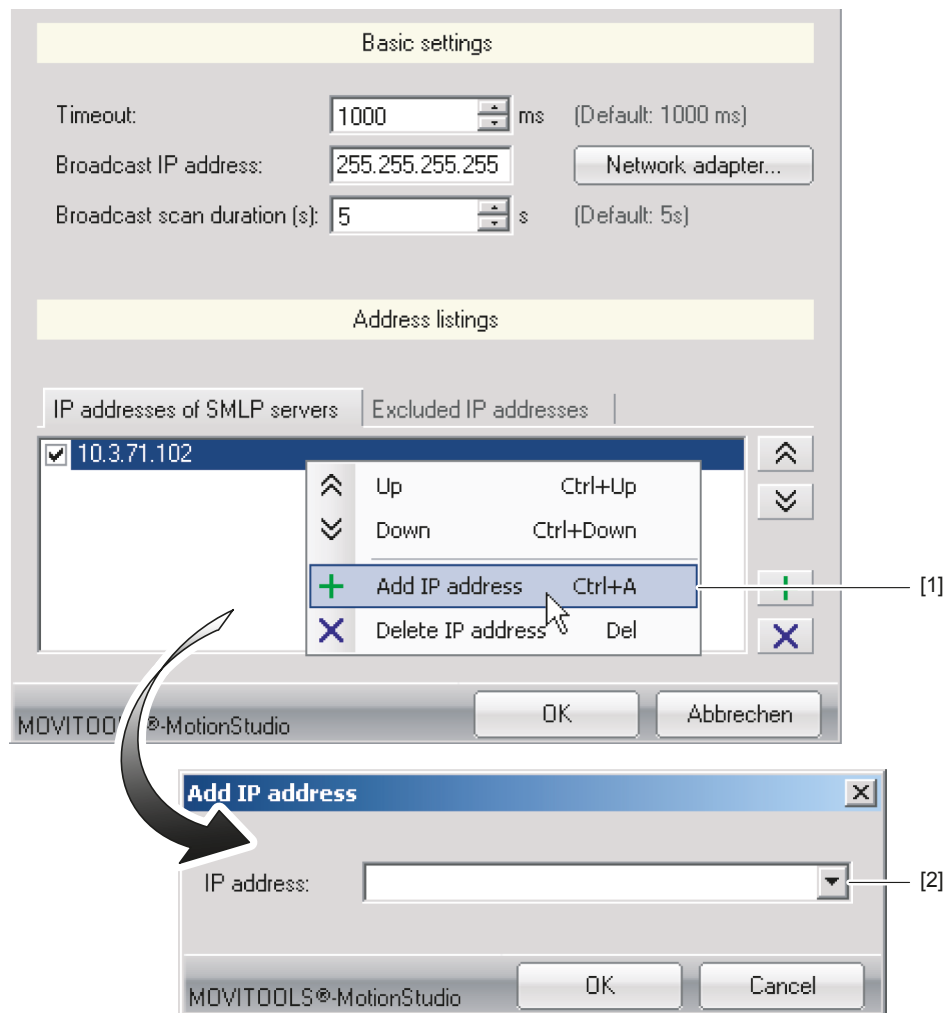 Basic settings
Timeout: 1000 ms (Default: 1000 ms)
Broadcast IP address: 255.255.255.255 Network adapter...
Broadcast scan duration (s): 5 s (Default: 5s)
Address listings
IP addresses of SMLP servers Excluded IP addresses
10.3.71.102
Up Ctrl+Up
Down Ctrl+Down
Add IP address Ctrl+A [1]
Delete IP address Del
MOVITOO ®-MotionStudio OK Abbrechen
Add IP address
IP address: [2]
MOVITOOLS®-MotionStudio OK Cancel